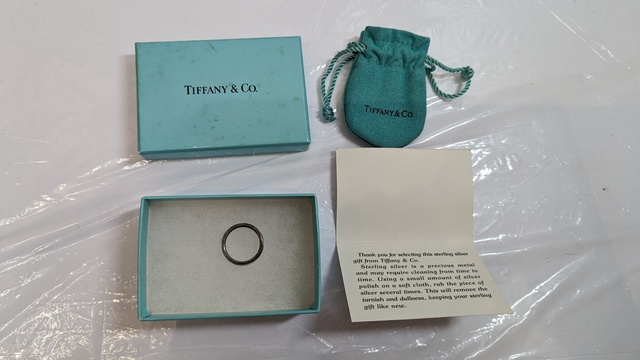 TIFFANY & CO.
TIFFANY & CO.
Thank you for selecting this sterling silver
gift from Tiffany & Co.
Sterling silver is a precious metal
and may require cleaning from time to
time. Using a small amount of silver
polish on a soft cloth, rub the piece of
silver several times. This will remove the
tarnish and dullness, keeping your sterling
gift like new.